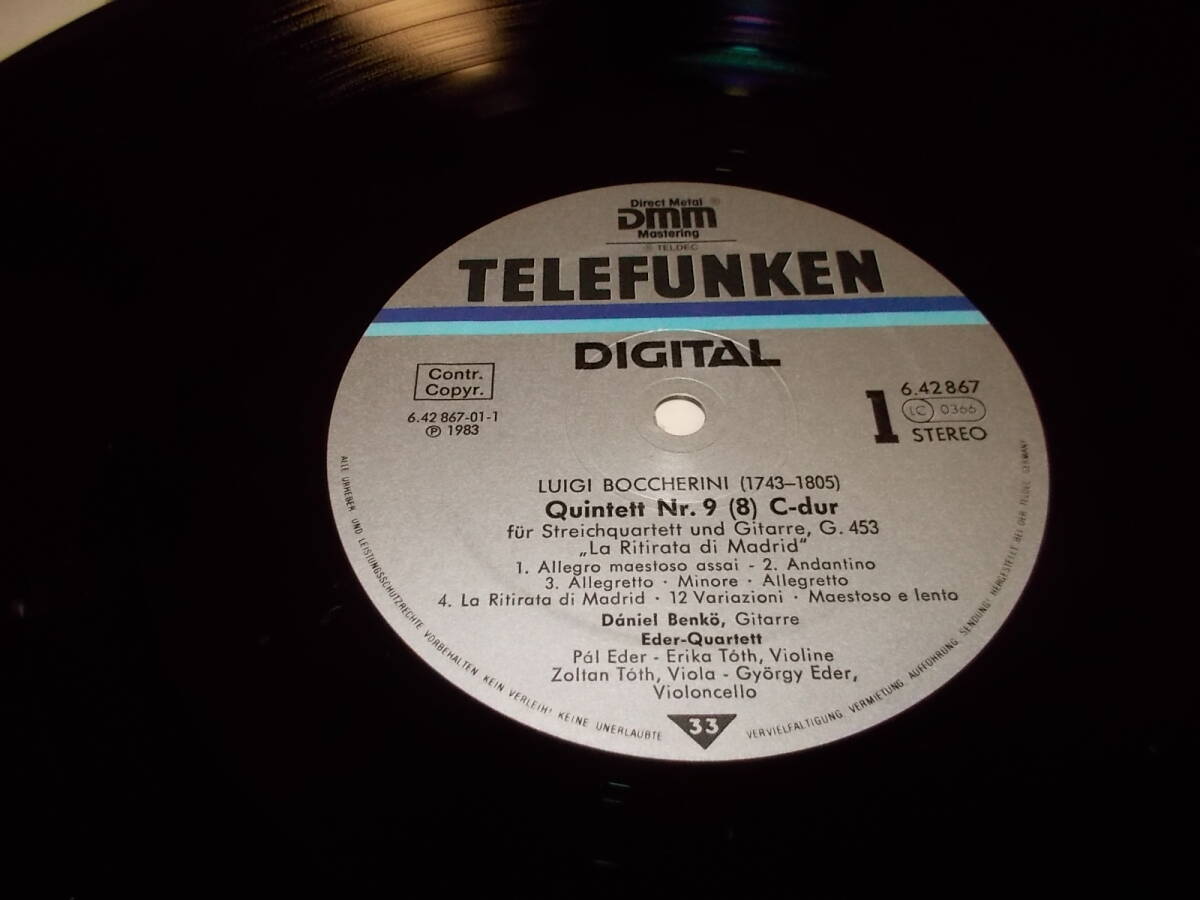 Direct Metal ®
DMM
Mastering
℗ TELDEC
TELEFUNKEN
DIGITAL
Contr.
Copyr.
6.42 867-01-1
℗ 1983
1
6.42867
LC 0366
STEREO
LUIGI BOCCHERINI (1743–1805)
Quintett Nr. 9 (8) C-dur
für Streichquartett und Gitarre, G. 453
„La Ritirata di Madrid“
1. Allegro maestoso assai - 2. Andantino
3. Allegretto · Minore · Allegretto
4. La Ritirata di Madrid · 12 Variazioni · Maestoso e lento
Dániel Benkö, Gitarre
Eder-Quartett
Pál Eder - Erika Tóth, Violine
Zoltan Tóth, Viola - György Eder,
Violoncello
33
ALLE URHEBER UND LEISTUNGSSCHUTZRECHTE VORBEHALTEN KEIN VERLEIH! KEINE UNERLAUBTE VERVIELFÄLTIGUNG VERMIETUNG AUFFÜHRUNG SENDUNG! HERGESTELLT BEI DER TELDEC GERMANY